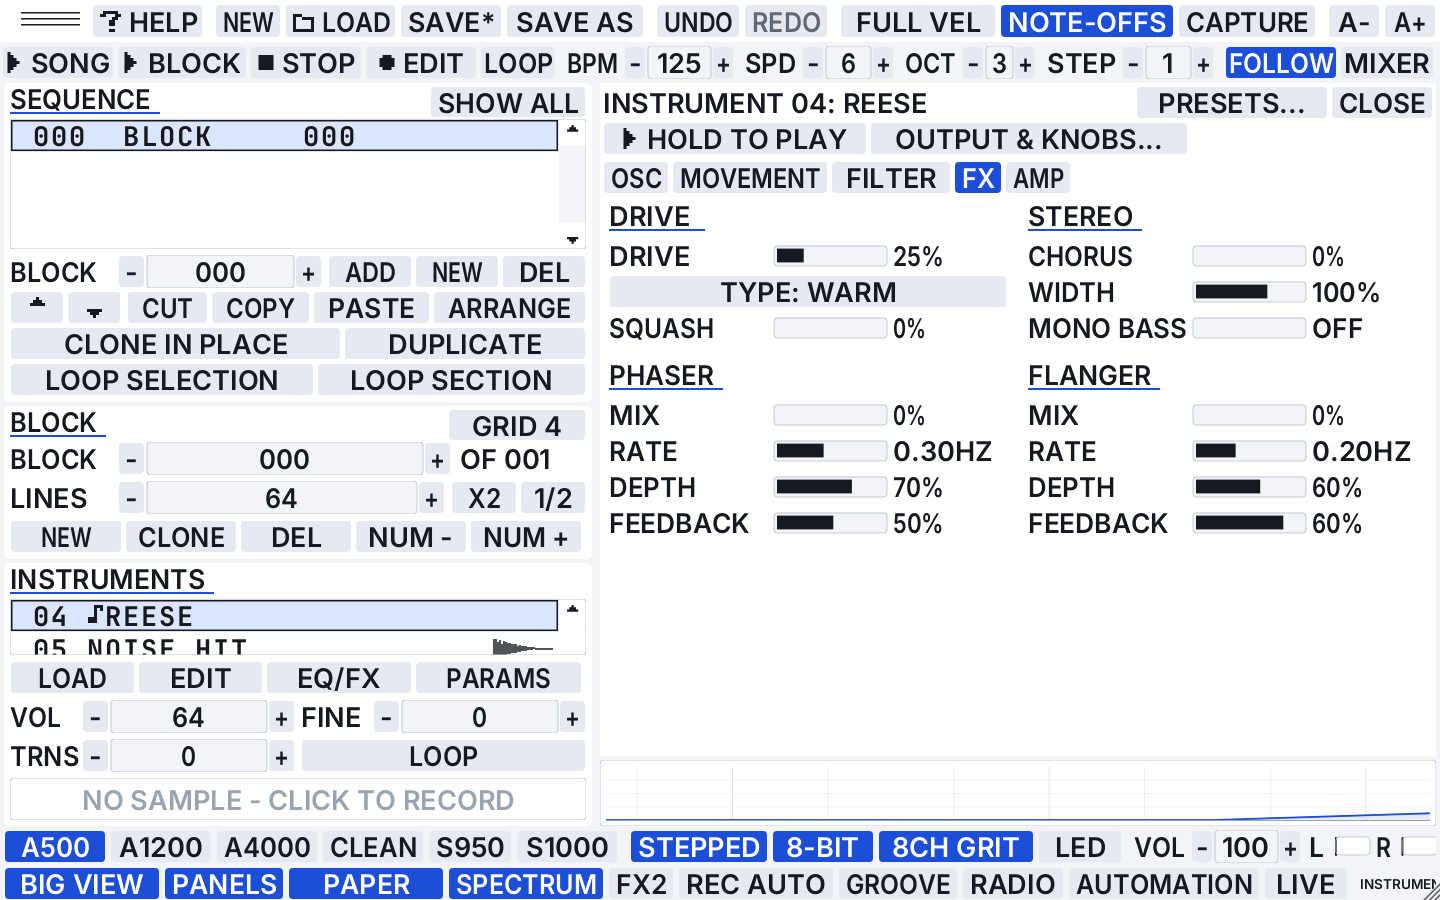 ? HELP NEW LOAD SAVE* SAVE AS UNDO REDO FULL VEL NOTE-OFFS CAPTURE A- A+
SONG BLOCK STOP EDIT LOOP BPM - 125 + SPD - 6 + OCT - 3 + STEP - 1 + FOLLOW MIXER
SEQUENCE SHOW ALL
000 BLOCK 000
BLOCK - 000 + ADD NEW DEL
CUT COPY PASTE ARRANGE
CLONE IN PLACE DUPLICATE
LOOP SELECTION LOOP SECTION
BLOCK GRID 4
BLOCK - 000 + OF 001
LINES - 64 + X2 1/2
NEW CLONE DEL NUM - NUM +
INSTRUMENTS
04 REESE
05 NOISE HIT
LOAD EDIT EQ/FX PARAMS
VOL - 64 + FINE - 0 +
TRNS - 0 + LOOP
NO SAMPLE - CLICK TO RECORD
INSTRUMENT 04: REESE PRESETS... CLOSE
HOLD TO PLAY OUTPUT & KNOBS...
OSC MOVEMENT FILTER FX AMP
DRIVE STEREO
DRIVE 25% CHORUS 0%
TYPE: WARM WIDTH 100%
SQUASH 0% MONO BASS OFF
PHASER FLANGER
MIX 0% MIX 0%
RATE 0.30HZ RATE 0.20HZ
DEPTH 70% DEPTH 60%
FEEDBACK 50% FEEDBACK 60%
A500 A1200 A4000 CLEAN S950 S1000 STEPPED 8-BIT 8CH GRIT LED VOL - 100 + L R
BIG VIEW PANELS PAPER SPECTRUM FX2 REC AUTO GROOVE RADIO AUTOMATION LIVE INSTRUMEN